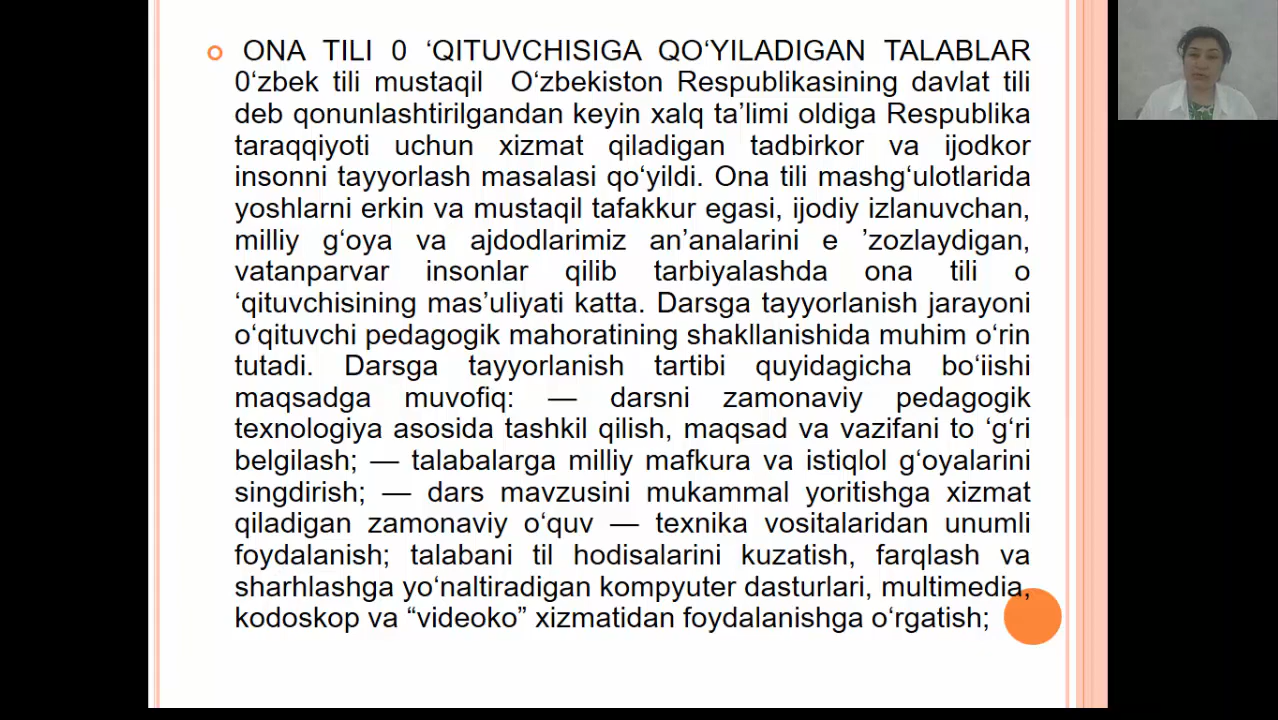 ONA TILI 0 ‘QITUVCHISIGA QO‘YILADIGAN TALABLAR
0‘zbek tili mustaqil O‘zbekiston Respublikasining davlat tili
deb qonunlashtirilgandan keyin xalq ta’limi oldiga Respublika
taraqqiyoti uchun xizmat qiladigan tadbirkor va ijodkor
insonni tayyorlash masalasi qo‘yildi. Ona tili mashg‘ulotlarida
yoshlarni erkin va mustaqil tafakkur egasi, ijodiy izlanuvchan,
milliy g‘oya va ajdodlarimiz an’analarini e ’zozlaydigan,
vatanparvar insonlar qilib tarbiyalashda ona tili o
‘qituvchisining mas’uliyati katta. Darsga tayyorlanish jarayoni
o‘qituvchi pedagogik mahoratining shakllanishida muhim o‘rin
tutadi. Darsga tayyorlanish tartibi quyidagicha bo‘iishi
maqsadga muvofiq: — darsni zamonaviy pedagogik
texnologiya asosida tashkil qilish, maqsad va vazifani to ‘g‘ri
belgilash; — talabalarga milliy mafkura va istiqlol g‘oyalarini
singdirish; — dars mavzusini mukammal yoritishga xizmat
qiladigan zamonaviy o‘quv — texnika vositalaridan unumli
foydalanish; talabani til hodisalarini kuzatish, farqlash va
sharhlashga yo‘naltiradigan kompyuter dasturlari, multimedia,
kodoskop va “videoko” xizmatidan foydalanishga o‘rgatish;